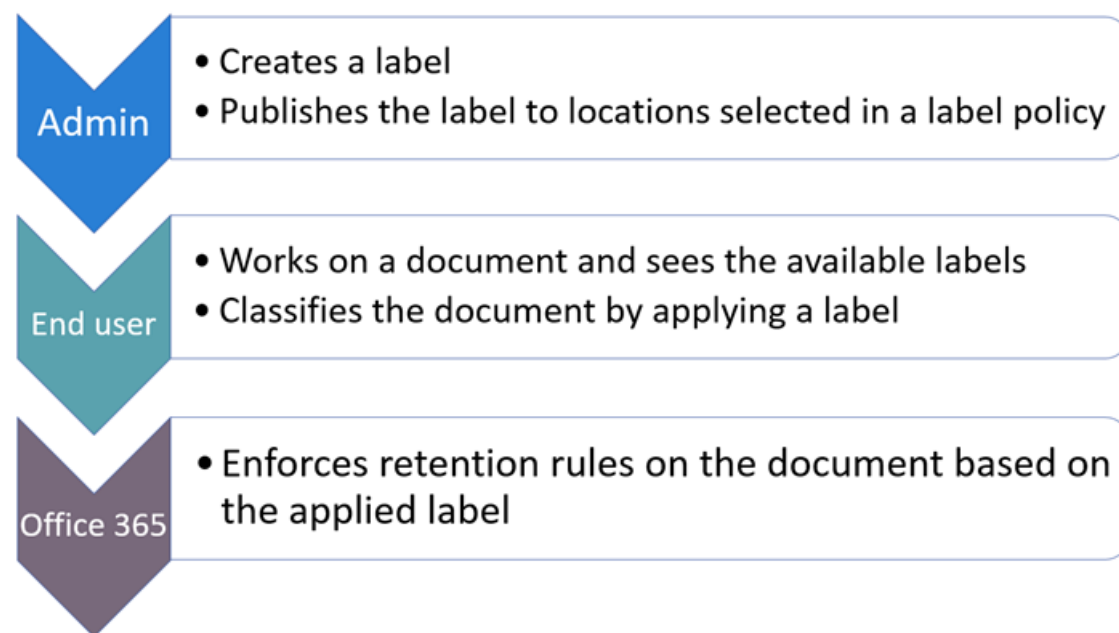 Admin
• Creates a label
• Publishes the label to locations selected in a label policy
End user
• Works on a document and sees the available labels
• Classifies the document by applying a label
Office 365
• Enforces retention rules on the document based on
the applied label